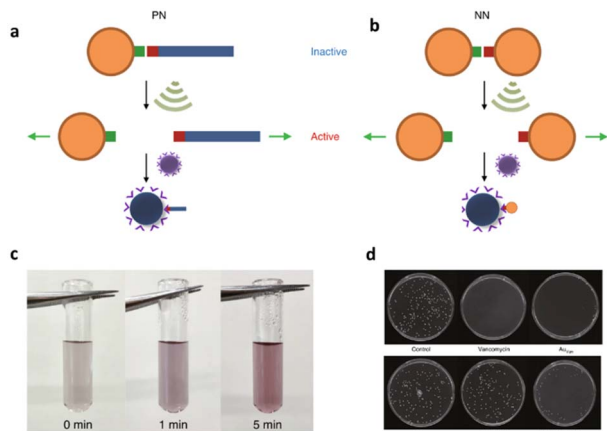 PN
NN
a
b
Inactive
Active
c
d
0 min
1 min
5 min
Control
Vancomycin